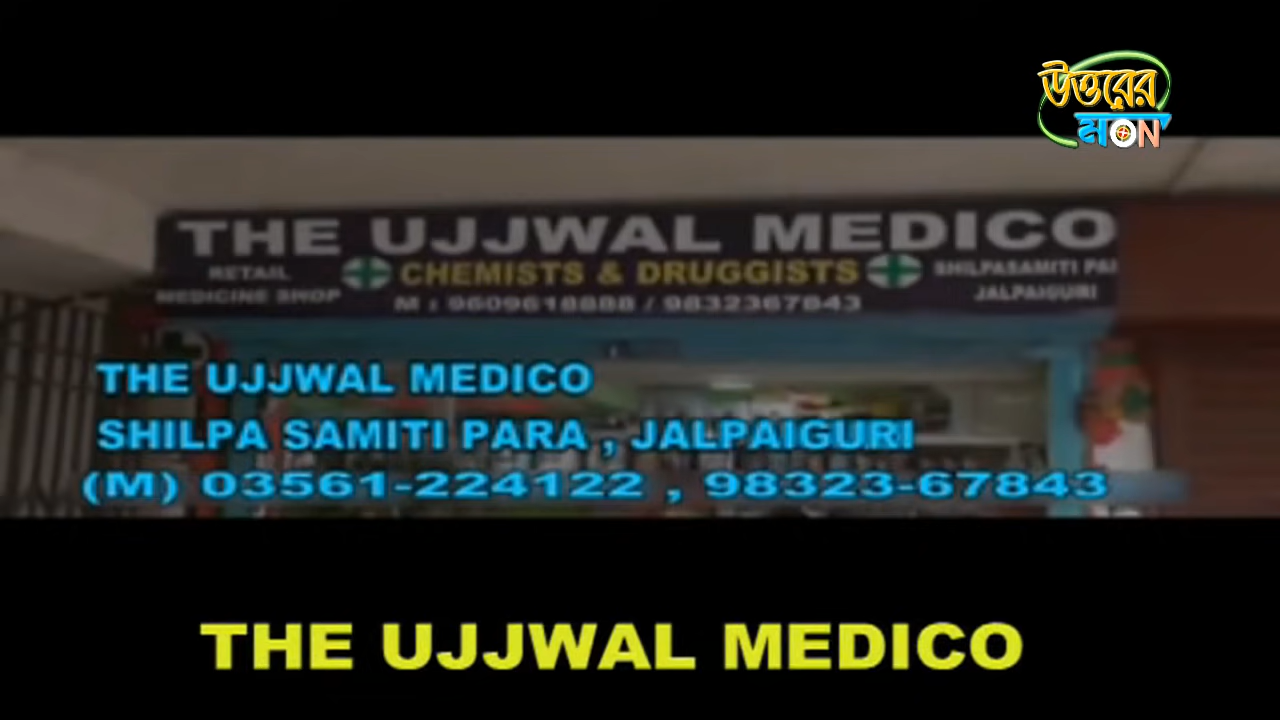 উত্তরের
মON
THE UJJWAL MEDICO
RETAIL
MEDICINE SHOP
CHEMISTS & DRUGGISTS
SHILPASAMITI PA
JALPAIGURI
M : 9609618888 / 9832367843
THE UJJWAL MEDICO
SHILPA SAMITI PARA , JALPAIGURI
(M) 03561-224122 , 98323-67843
THE UJJWAL MEDICO